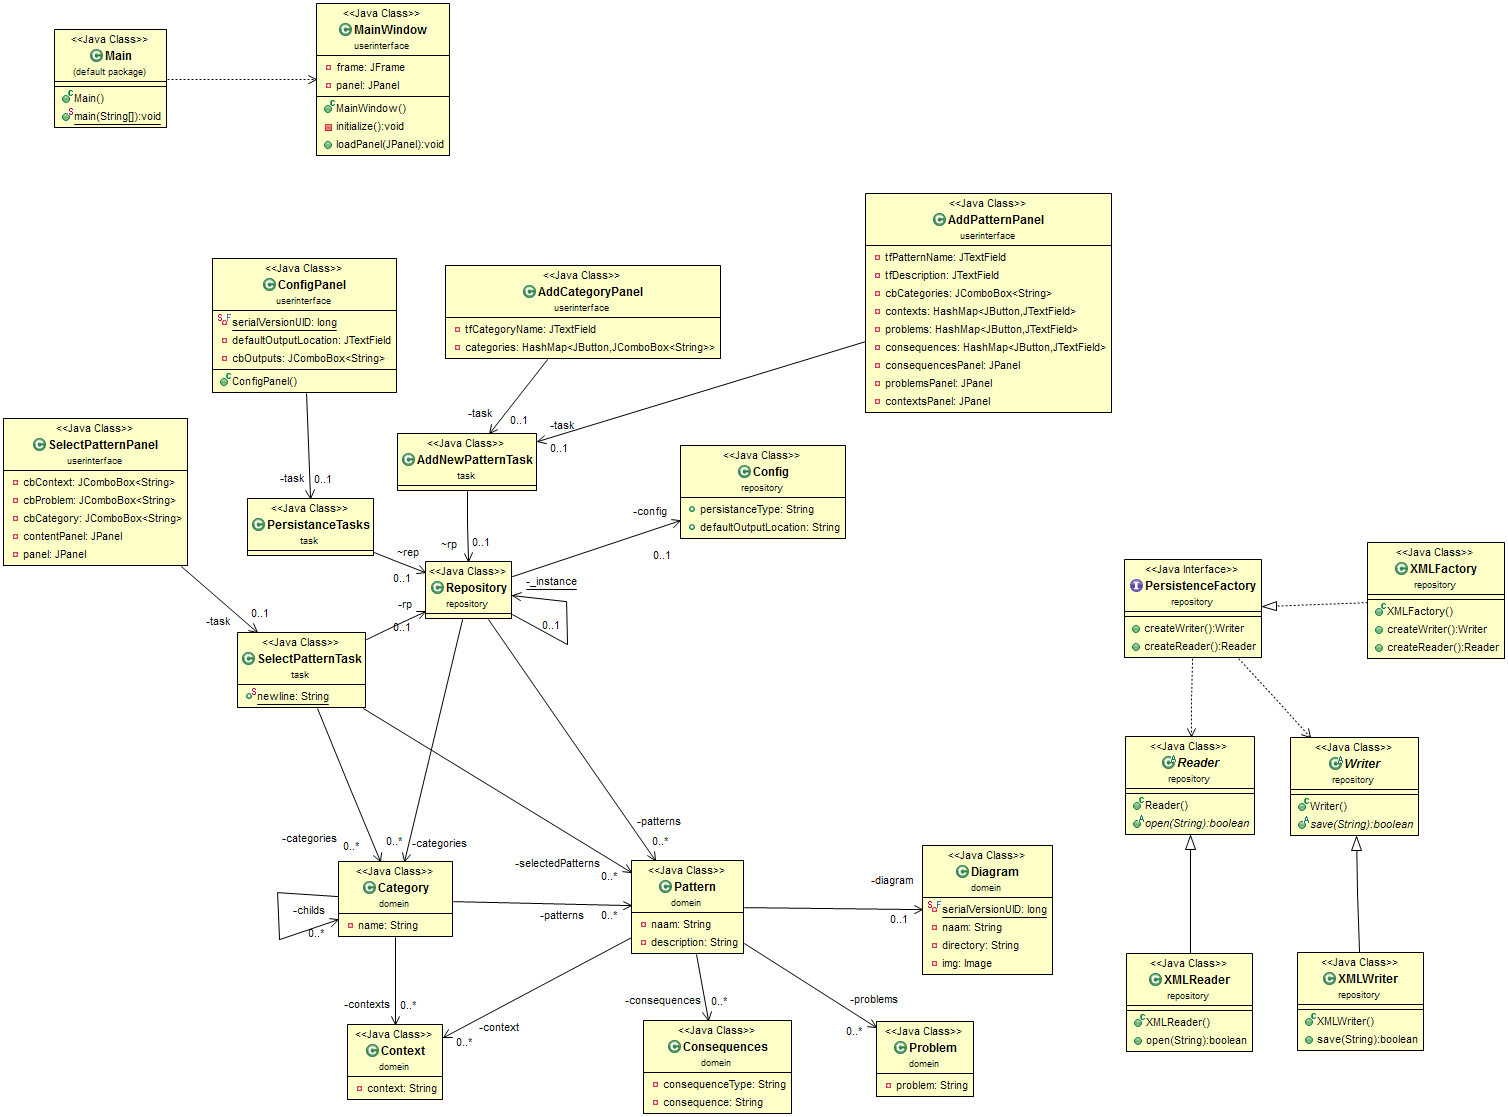 <<Java Class>>
Main
(default package)
Main()
main(String[]):void
<<Java Class>>
MainWindow
userinterface
frame: JFrame
panel: JPanel
MainWindow()
initialize():void
loadPanel(JPanel):void
<<Java Class>>
AddPatternPanel
userinterface
tfPatternName: JTextField
tfDescription: JTextField
cbCategories: JComboBox<String>
contexts: HashMap<JButton,JTextField>
problems: HashMap<JButton,JTextField>
consequences: HashMap<JButton,JTextField>
consequencesPanel: JPanel
problemsPanel: JPanel
contextsPanel: JPanel
<<Java Class>>
ConfigPanel
userinterface
serialVersionUID: long
defaultOutputLocation: JTextField
cbOutputs: JComboBox<String>
ConfigPanel()
<<Java Class>>
AddCategoryPanel
userinterface
tfCategoryName: JTextField
categories: HashMap<JButton,JComboBox<String>>
-task
0..1
-task
0..1
-task
0..1
<<Java Class>>
SelectPatternPanel
userinterface
cbContext: JComboBox<String>
cbProblem: JComboBox<String>
cbCategory: JComboBox<String>
contentPanel: JPanel
panel: JPanel
<<Java Class>>
AddNewPatternTask
task
<<Java Class>>
Config
repository
persistanceType: String
defaultOutputLocation: String
<<Java Class>>
PersistanceTasks
task
~rep
0..1
~rp
0..1
-config
0..1
<<Java Class>>
Repository
repository
-_instance
0..1
-rp
0..1
-task
0..1
<<Java Class>>
SelectPatternTask
task
newline: String
<<Java Interface>>
PersistenceFactory
repository
createWriter():Writer
createReader():Reader
<<Java Class>>
XMLFactory
repository
XMLFactory()
createWriter():Writer
createReader():Reader
<<Java Class>>
Reader
repository
Reader()
open(String):boolean
<<Java Class>>
Writer
repository
Writer()
save(String):boolean
-categories
0..*
0..*
-categories
-patterns
0..*
-selectedPatterns
0..*
<<Java Class>>
Category
domein
name: String
-childs
0..*
-patterns
0..*
<<Java Class>>
Pattern
domein
naam: String
description: String
-diagram
0..1
<<Java Class>>
Diagram
domein
serialVersionUID: long
naam: String
directory: String
img: Image
-contexts
0..*
-context
0..*
-consequences
0..*
-problems
0..*
<<Java Class>>
Context
domein
context: String
<<Java Class>>
Consequences
domein
consequenceType: String
consequence: String
<<Java Class>>
Problem
domein
problem: String
<<Java Class>>
XMLReader
repository
XMLReader()
open(String):boolean
<<Java Class>>
XMLWriter
repository
XMLWriter()
save(String):boolean